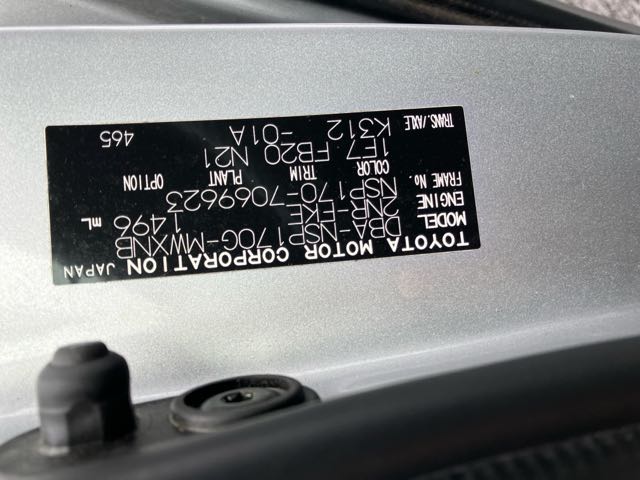 TOYOTA MOTOR CORPORATION JAPAN
MODEL DBA-NSP170G-MWXNB
ENGINE 2NR-FKE 1496 mL
FRAME No. NSP170-7069623
COLOR TRIM PLANT OPTION
1E7 FB20 N21
TRANS./AXLE K312 -01A
465